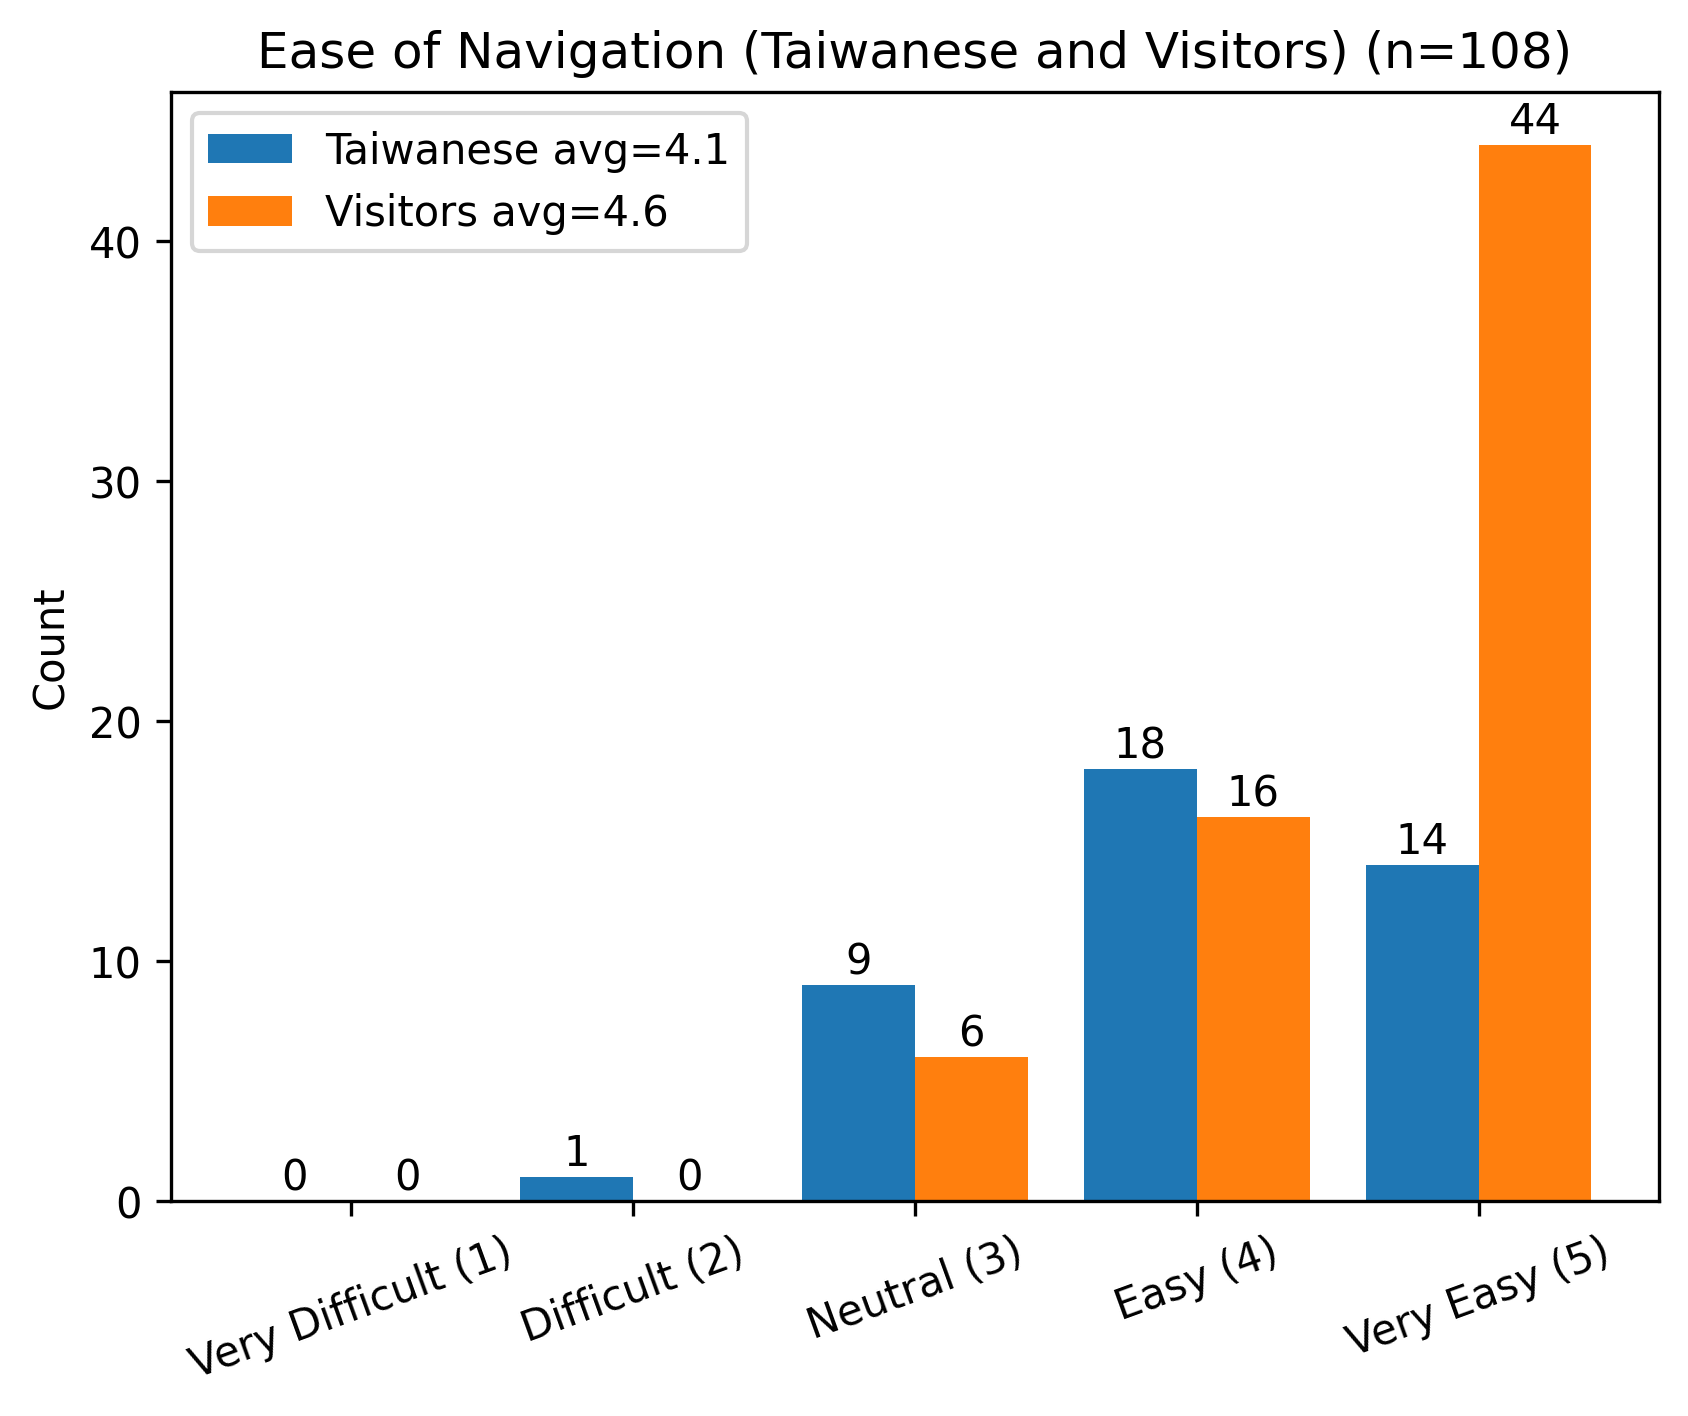 Ease of Navigation (Taiwanese and Visitors) (n=108)
Taiwanese avg=4.1
Visitors avg=4.6
Count
40
30
20
10
0
0
0
1
0
9
6
18
16
14
44
Very Difficult (1)
Difficult (2)
Neutral (3)
Easy (4)
Very Easy (5)